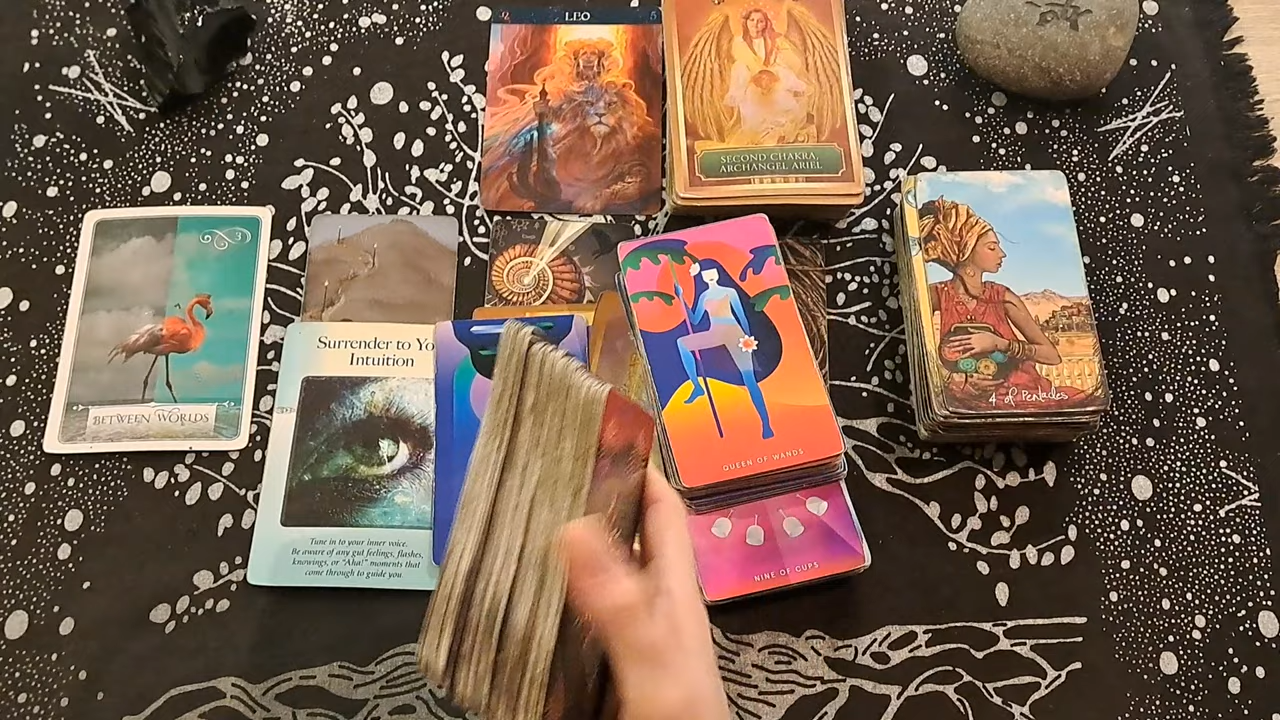 LEO 5
SECOND CHAKRA,
ARCHANGEL ARIEL
3
BETWEEN WORLDS
Surrender to Yo
Intuition
Tune in to your inner voice.
Be aware of any gut feelings, flashes,
knowings, or "Aha!" moments that
come through to guide you.
QUEEN OF WANDS
NINE OF CUPS
4 of Pentacles